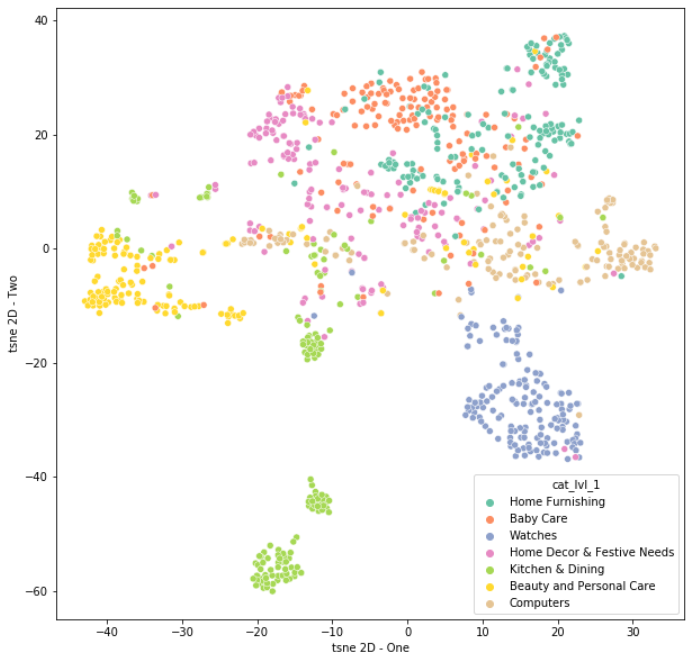 40
20
0
−20
−40
−60
tsne 2D - Two
−40
−30
−20
−10
0
10
20
30
tsne 2D - One
cat_lvl_1
Home Furnishing
Baby Care
Watches
Home Decor & Festive Needs
Kitchen & Dining
Beauty and Personal Care
Computers